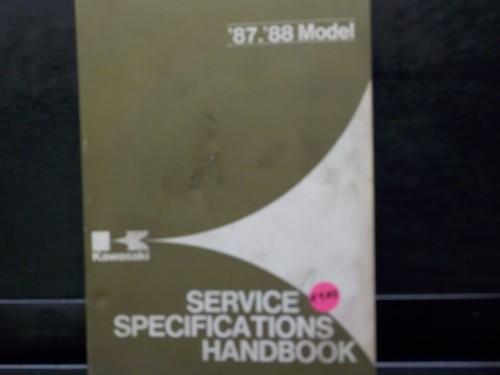 '87.'88 Model
Kawasaki
SERVICE
SPECIFICATIONS
HANDBOOK